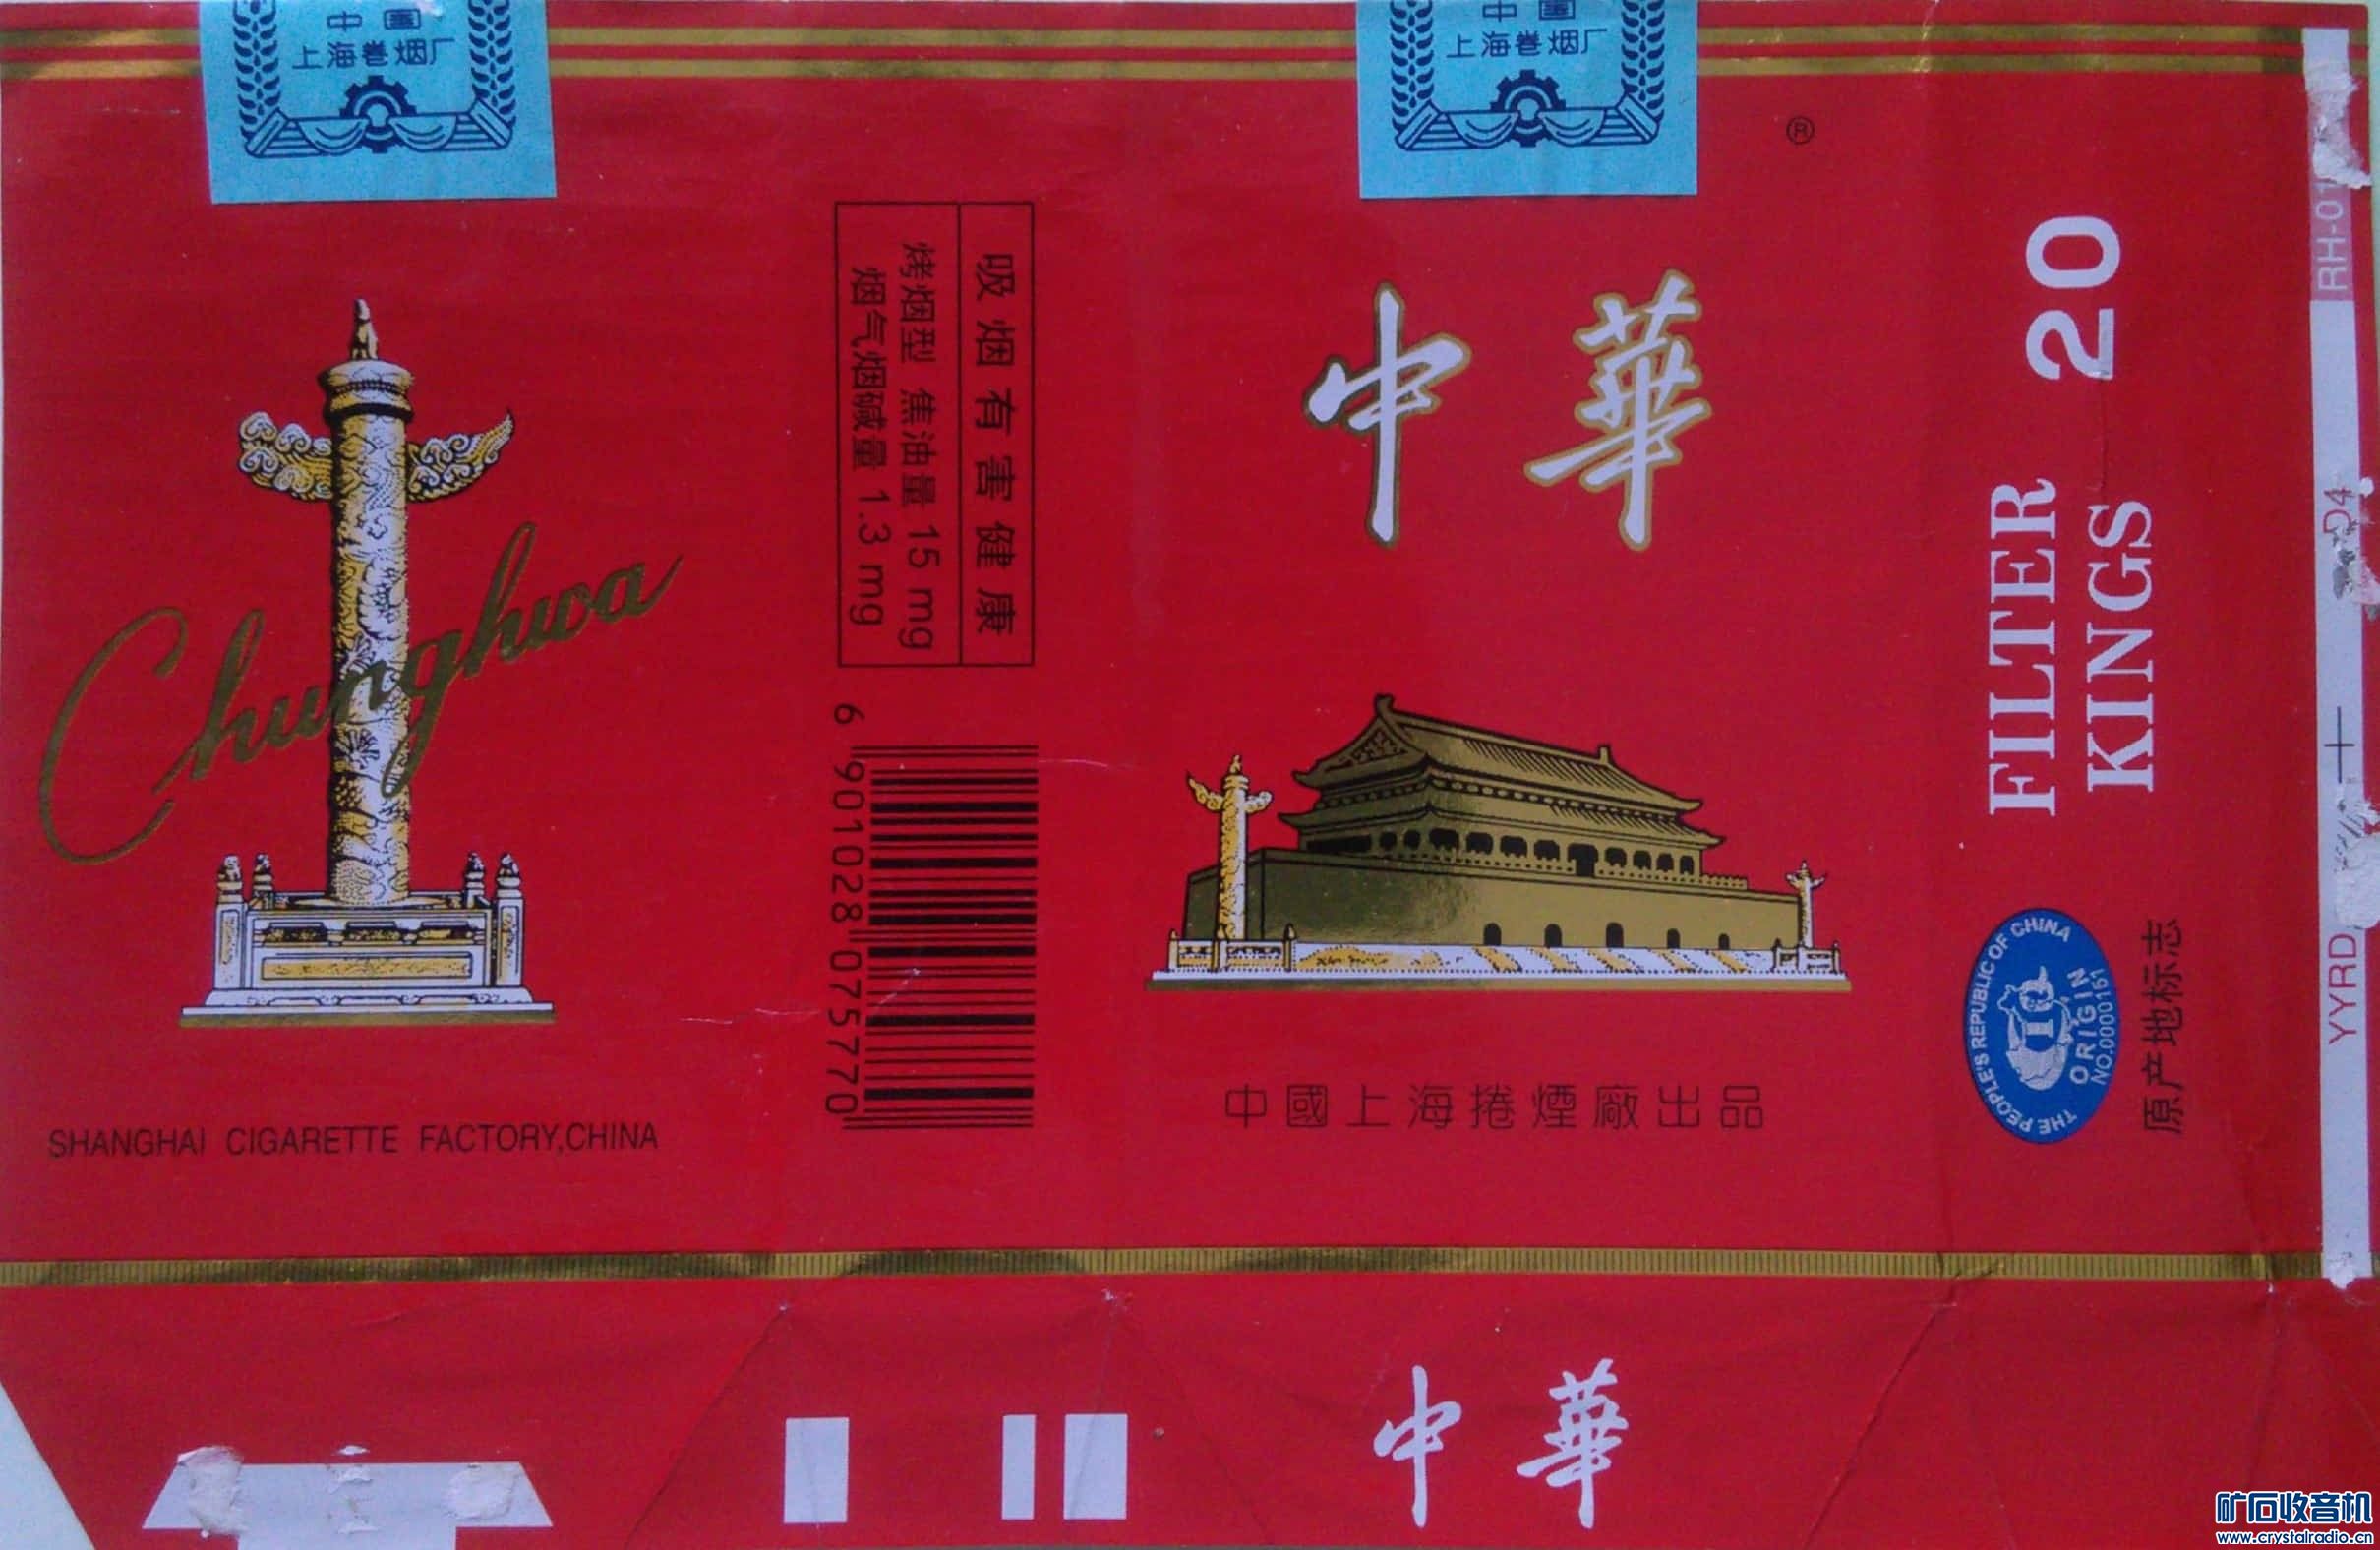 中国
上海卷烟厂
Chunghwa
SHANGHAI CIGARETTE FACTORY,CHINA
吸烟有害健康
烤烟型 焦油量 15 mg
烟气烟碱量 1.3 mg
6 901028 075770
中国
上海卷烟厂
®
中華
中國上海捲煙廠出品
中華
20
FILTER
KINGS
THE PEOPLE'S REPUBLIC OF CHINA
CIQ
ORIGIN
NO.0000151
原产地标志
D4
YYRD
矿石收音机
www.crystalradio.cn